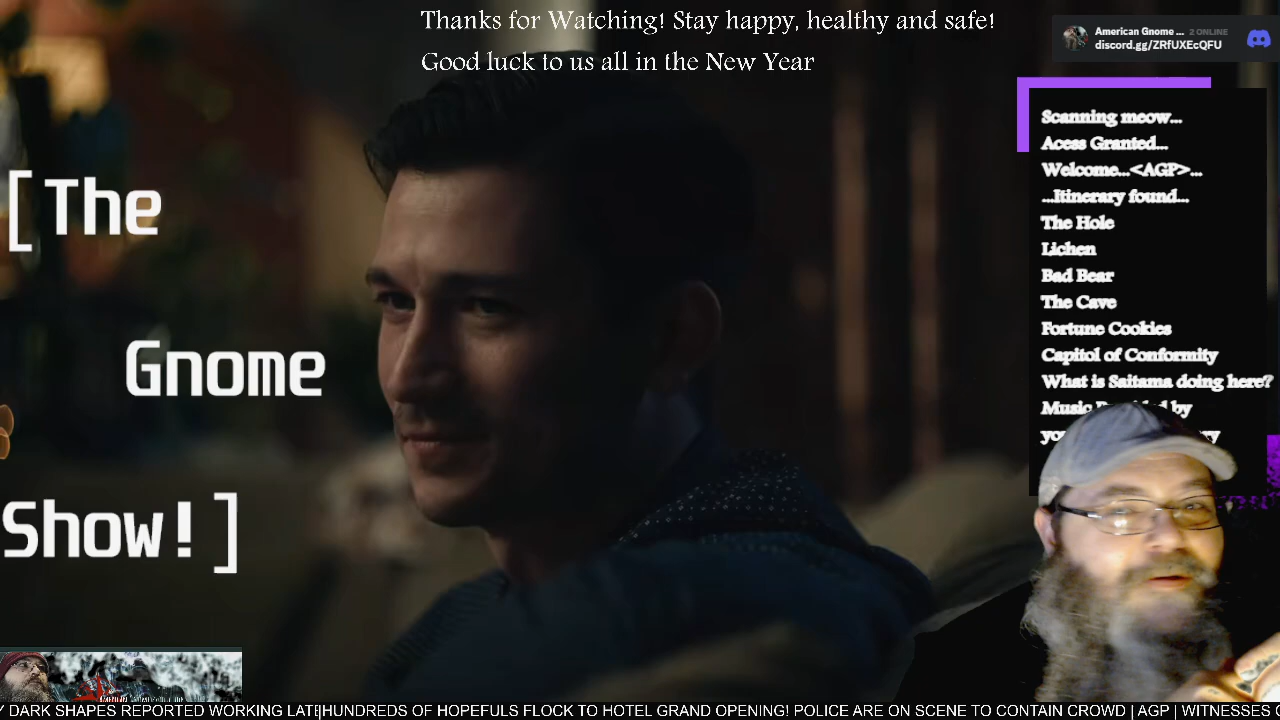 Thanks for Watching! Stay happy, healthy and safe!
Good luck to us all in the New Year
American Gnome ... 2 ONLINE
discord.gg/ZRfUXEcQFU
Scanning meow...
Acess Granted...
Welcome...<AGP>...
...Itinerary found...
The Hole
Lichen
Bad Bear
The Cave
Fortune Cookies
Capitol of Conformity
What is Saitama doing here?
Music by
[The
Gnome
Show!]
DARK SHAPES REPORTED WORKING LATE|HUNDREDS OF HOPEFULS FLOCK TO HOTEL GRAND OPENING! POLICE ARE ON SCENE TO CONTAIN CROWD | AGP | WITNESSES